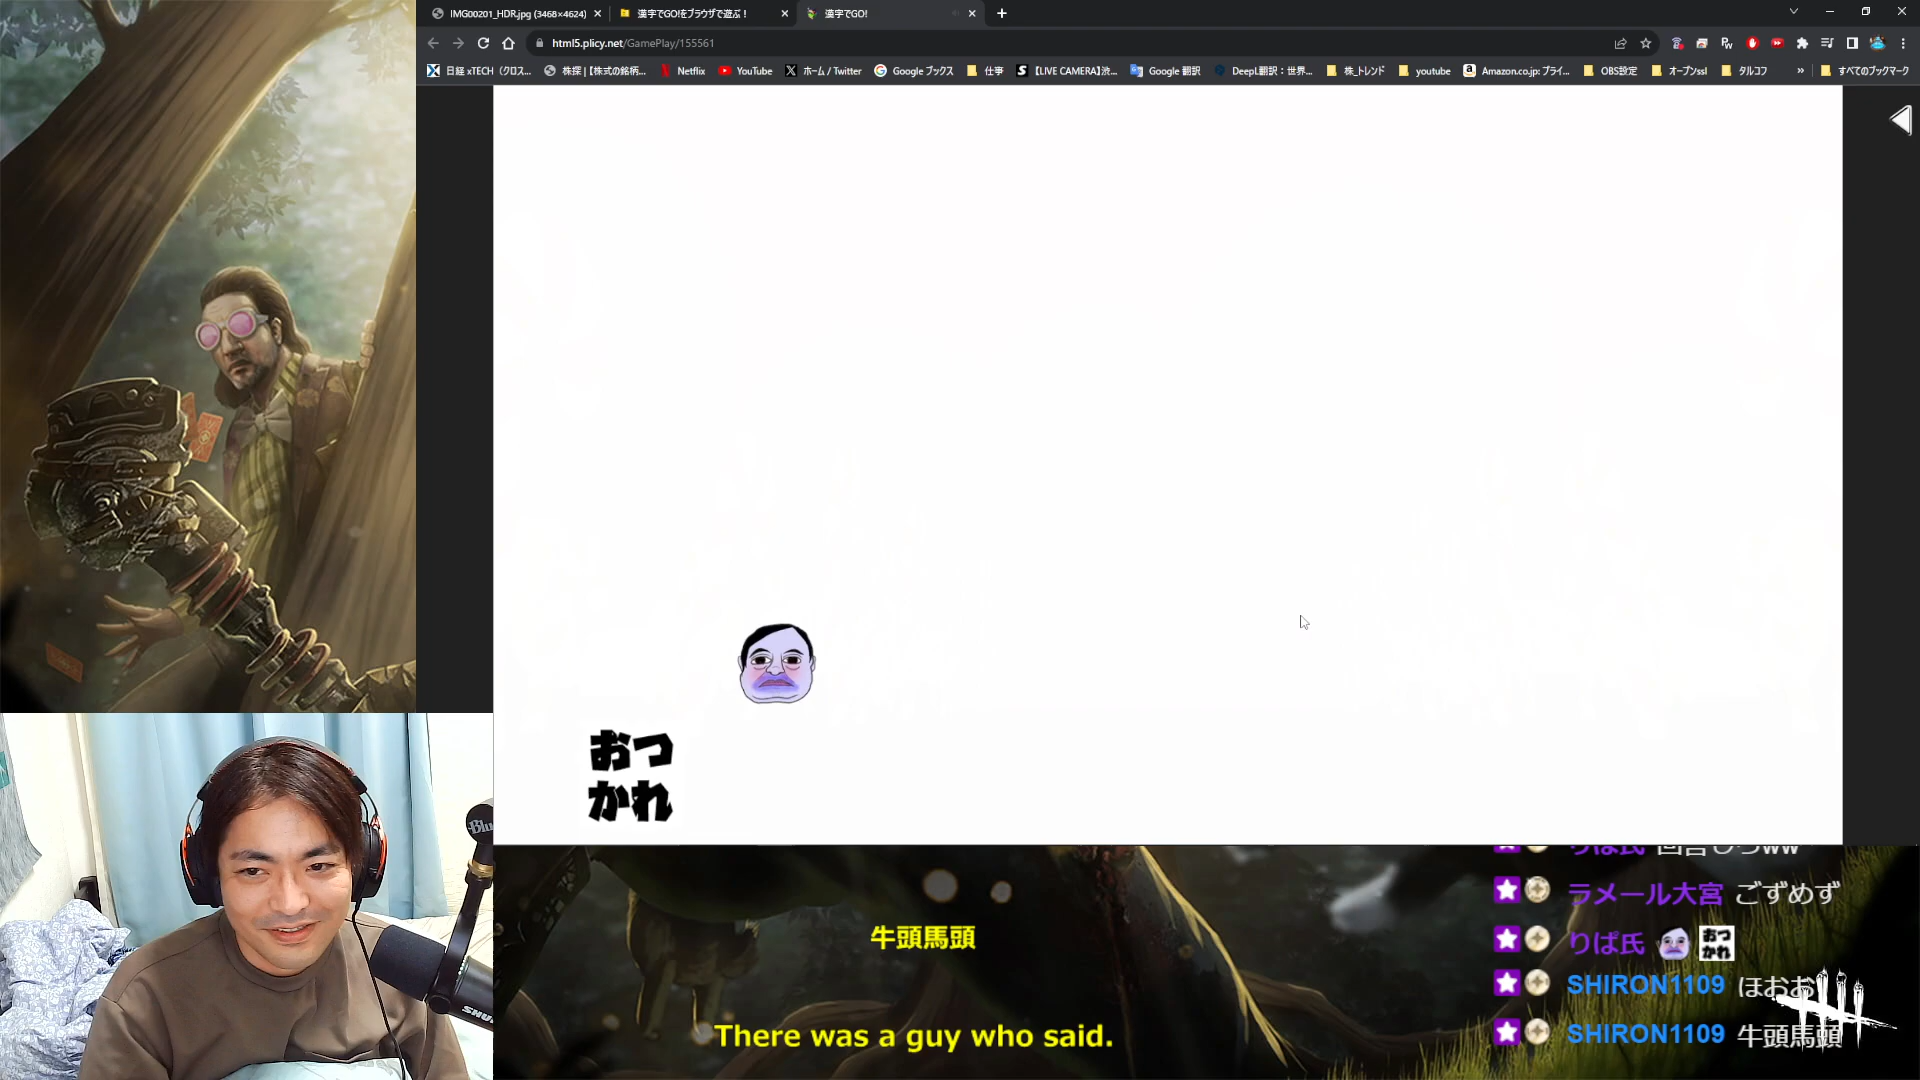 IMG00201_HDR.jpg (3468×4624)
漢字でGO!をブラウザで遊ぶ！
漢字でGO!
html5.plicy.net/GamePlay/155561
日経 xTECH（クロス...
株探 | 【株式の銘柄...
Netflix
YouTube
ホーム / Twitter
Google ブックス
仕事
【LIVE CAMERA】渋...
Google 翻訳
DeepL翻訳：世界...
株_トレンド
youtube
Amazon.co.jp: プライ...
OBS設定
オープンssl
タルコフ
すべてのブックマーク
おつ
かれ
Blu
SHU
牛頭馬頭
There was a guy who said.
ラメール大宮 ごずめず
りぱ氏 おつかれ
SHIRON1109 ほおお
SHIRON1109 牛頭馬頭